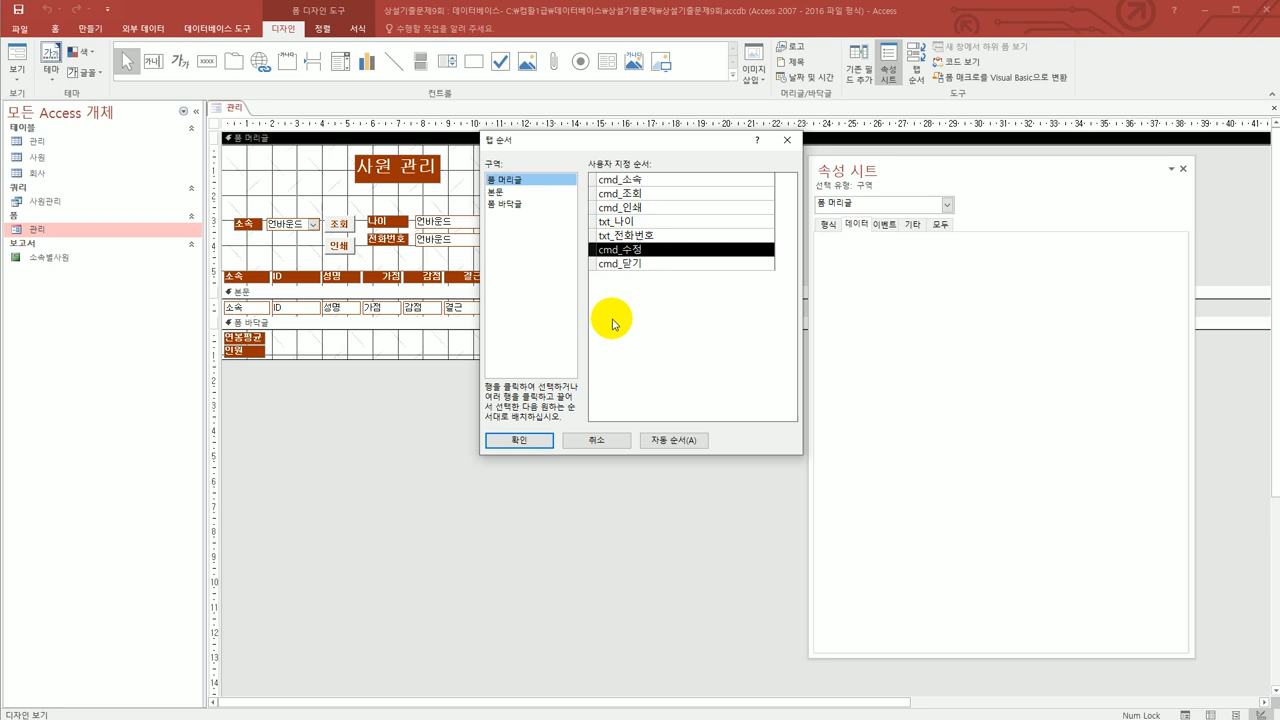 폼 디자인 도구
상설기출문제9회 : 데이터베이스- C:₩컴활1급₩데이터베이스₩상설기출문제₩상설기출문제9회.accdb (Access 2007 - 2016 파일 형식) - Access
파일 홈 만들기 외부 데이터 데이터베이스 도구 디자인 정렬 서식 수행할 작업을 알려 주세요.
보기
보기
테마
색
글꼴
테마
컨트롤
이미지 삽입
로고
제목
날짜 및 시간
머리글/바닥글
기존 필드 추가
속성 시트
탭 순서
새 창에서 하위 폼 보기
코드 보기
폼 매크로를 Visual Basic으로 변환
도구
모든 Access 개체
테이블
관리
사원
회사
쿼리
사원관리
폼
관리
보고서
소속별사원
관리
폼 머리글
사원 관리
소속 언바운드 조회 나이 언바운드
인쇄 전화번호 언바운드
소속 ID 성명 가점 감점 결근
본문
소속 ID 성명 가점 감점 결근
폼 바닥글
연봉평균
인원
탭 순서
구역:
폼 머리글
본문
폼 바닥글
사용자 지정 순서:
cmd_소속
cmd_조회
cmd_인쇄
txt_나이
txt_전화번호
cmd_수정
cmd_닫기
행을 클릭하여 선택하거나
여러 행을 클릭하고 끌어
서 선택한 다음 원하는 순
서대로 배치하십시오.
확인 취소 자동 순서(A)
속성 시트
선택 유형: 구역
폼 머리글
형식 데이터 이벤트 기타 모두
디자인 보기
Num Lock